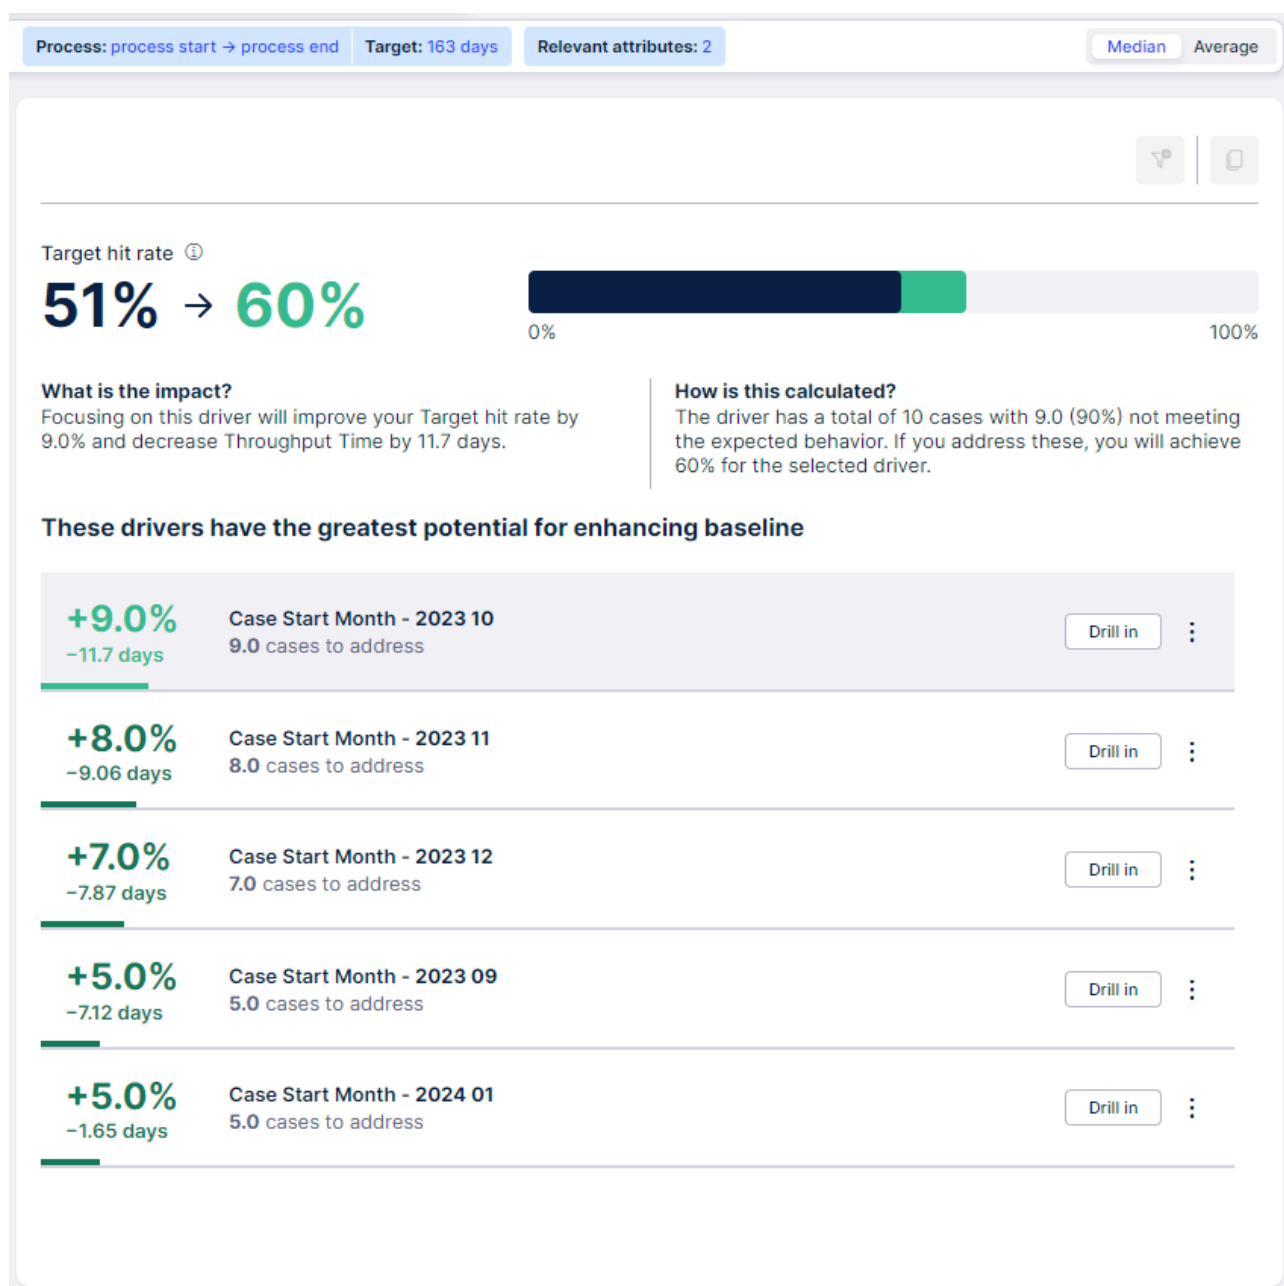 Process: process start → process end Target: 163 days Relevant attributes: 2 Median Average
Target hit rate
51% → 60%
0% 100%
What is the impact?
Focusing on this driver will improve your Target hit rate by
9.0% and decrease Throughput Time by 11.7 days.
How is this calculated?
The driver has a total of 10 cases with 9.0 (90%) not meeting
the expected behavior. If you address these, you will achieve
60% for the selected driver.
These drivers have the greatest potential for enhancing baseline
+9.0%
−11.7 days
Case Start Month - 2023 10
9.0 cases to address
Drill in
+8.0%
−9.06 days
Case Start Month - 2023 11
8.0 cases to address
Drill in
+7.0%
−7.87 days
Case Start Month - 2023 12
7.0 cases to address
Drill in
+5.0%
−7.12 days
Case Start Month - 2023 09
5.0 cases to address
Drill in
+5.0%
−1.65 days
Case Start Month - 2024 01
5.0 cases to address
Drill in